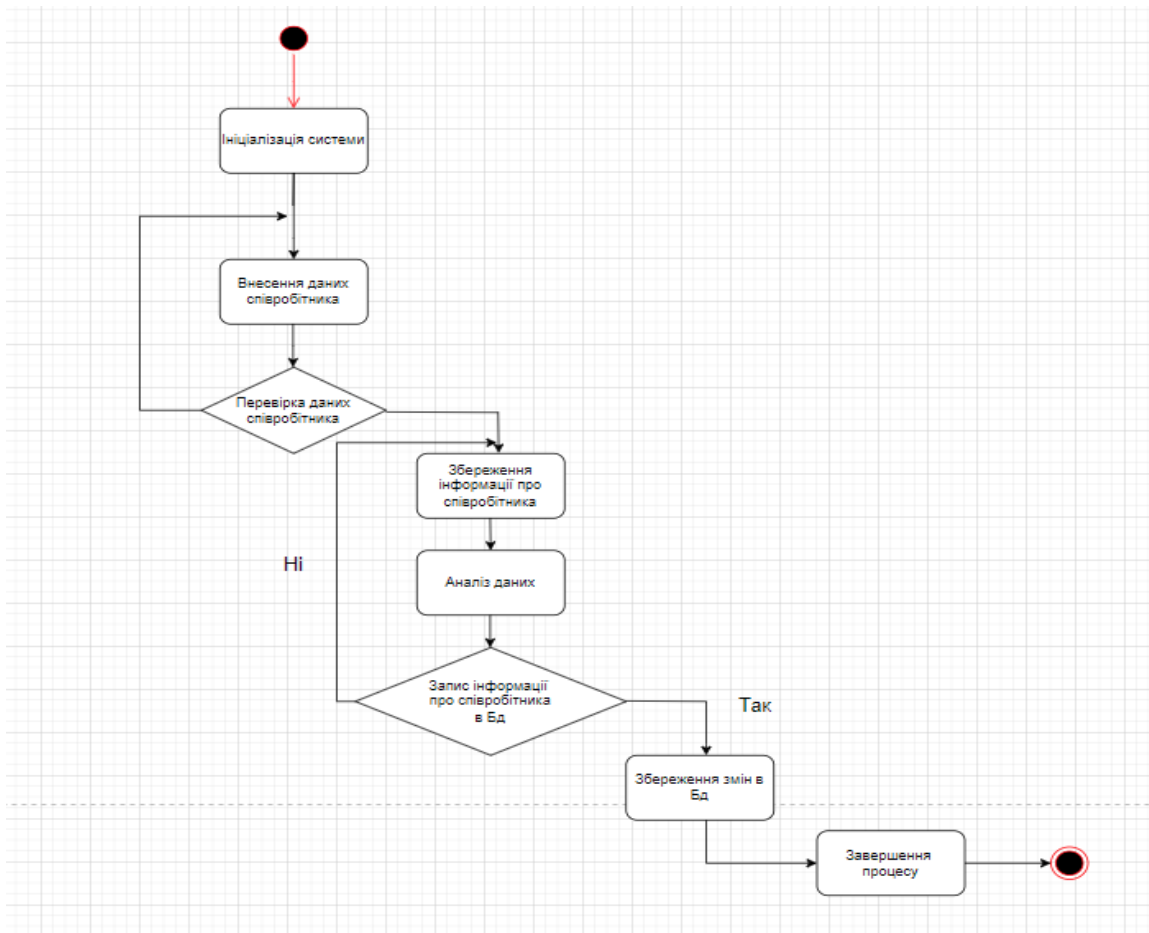 Ініціалізація системи
Внесення даних
співробітника
Перевірка даних
співробітника
Збереження
інформації про
співробітника
Ні
Аналіз даних
Запис інформації
про співробітника
в Бд
Так
Збереження змін в
Бд
Завершення
процесу